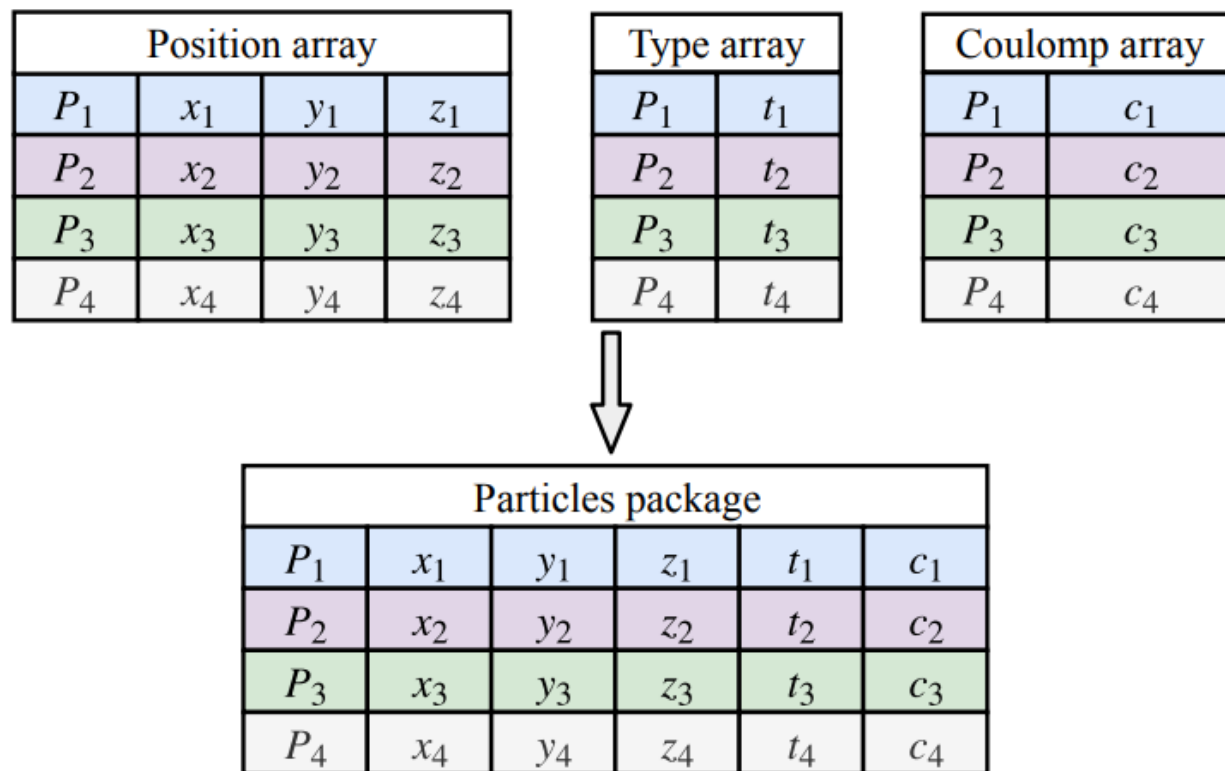 Position array Type array Coulomp array
P₁ x₁ y₁ z₁ P₁ t₁ P₁ c₁
P₂ x₂ y₂ z₂ P₂ t₂ P₂ c₂
P₃ x₃ y₃ z₃ P₃ t₃ P₃ c₃
P₄ x₄ y₄ z₄ P₄ t₄ P₄ c₄
Particles package
P₁ x₁ y₁ z₁ t₁ c₁
P₂ x₂ y₂ z₂ t₂ c₂
P₃ x₃ y₃ z₃ t₃ c₃
P₄ x₄ y₄ z₄ t₄ c₄